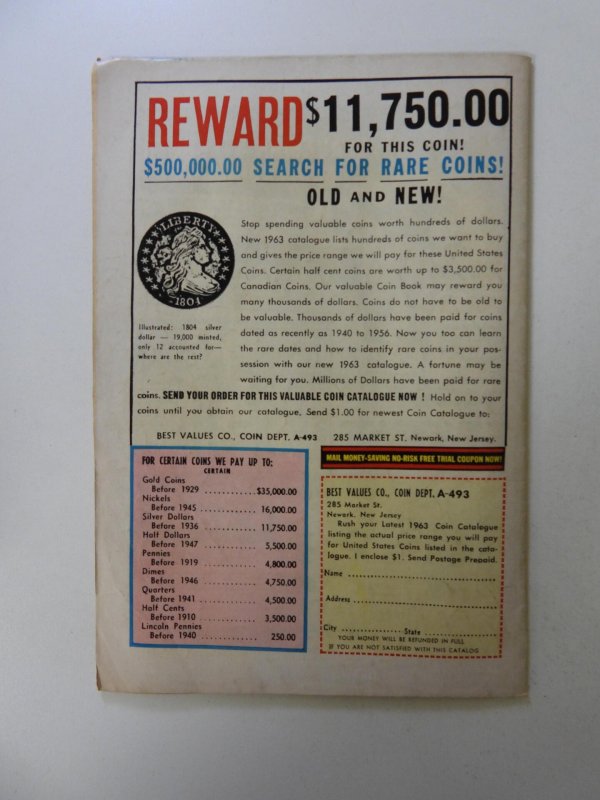 REWARD $11,750.00
FOR THIS COIN!
$500,000.00 SEARCH FOR RARE COINS!
OLD AND NEW!
LIBERTY
1804
Illustrated: 1804 silver
dollar — 19,000 minted,
only 12 accounted for—
where are the rest?
Stop spending valuable coins worth hundreds of dollars.
New 1963 catalogue lists hundreds of coins we want to buy
and gives the price range we will pay for these United States
Coins. Certain half cent coins are worth up to $3,500.00 for
Canadian Coins. Our valuable Coin Book may reward you
many thousands of dollars. Coins do not have to be old to
be valuable. Thousands of dollars have been paid for coins
dated as recently as 1940 to 1956. Now you too can learn
the rare dates and how to identify rare coins in your pos-
session with our new 1963 catalogue. A fortune may be
waiting for you. Millions of Dollars have been paid for rare
coins. SEND YOUR ORDER FOR THIS VALUABLE COIN CATALOGUE NOW ! Hold on to your
coins until you obtain our catalogue. Send $1.00 for newest Coin Catalogue to:
BEST VALUES CO., COIN DEPT. A-493 285 MARKET ST. Newark, New Jersey.
FOR CERTAIN COINS WE PAY UP TO:
CERTAIN
Gold Coins
Before 1929 ............ $35,000.00
Nickels
Before 1945 ............. 16,000.00
Silver Dollars
Before 1936 ............. 11,750.00
Half Dollars
Before 1947 ............. 5,500.00
Pennies
Before 1919 ............. 4,800.00
Dimes
Before 1946 ............. 4,750.00
Quarters
Before 1941 ............. 4,500.00
Half Cents
Before 1910 ............. 3,500.00
Lincoln Pennies
Before 1940 ............. 250.00
MAIL MONEY-SAVING NO-RISK FREE TRIAL COUPON NOW!
BEST VALUES CO., COIN DEPT. A-493
285 Market St.
Newark, New Jersey
Rush your Latest 1963 Coin Catalogue
listing the actual price range you will pay
for United States Coins listed in the cata-
logue. I enclose $1. Send Postage Prepaid.
Name ..............................
Address ..............................
City .............. State ..............
YOUR MONEY WILL BE REFUNDED IN FULL
IF YOU ARE NOT SATISFIED WITH THIS CATALOG